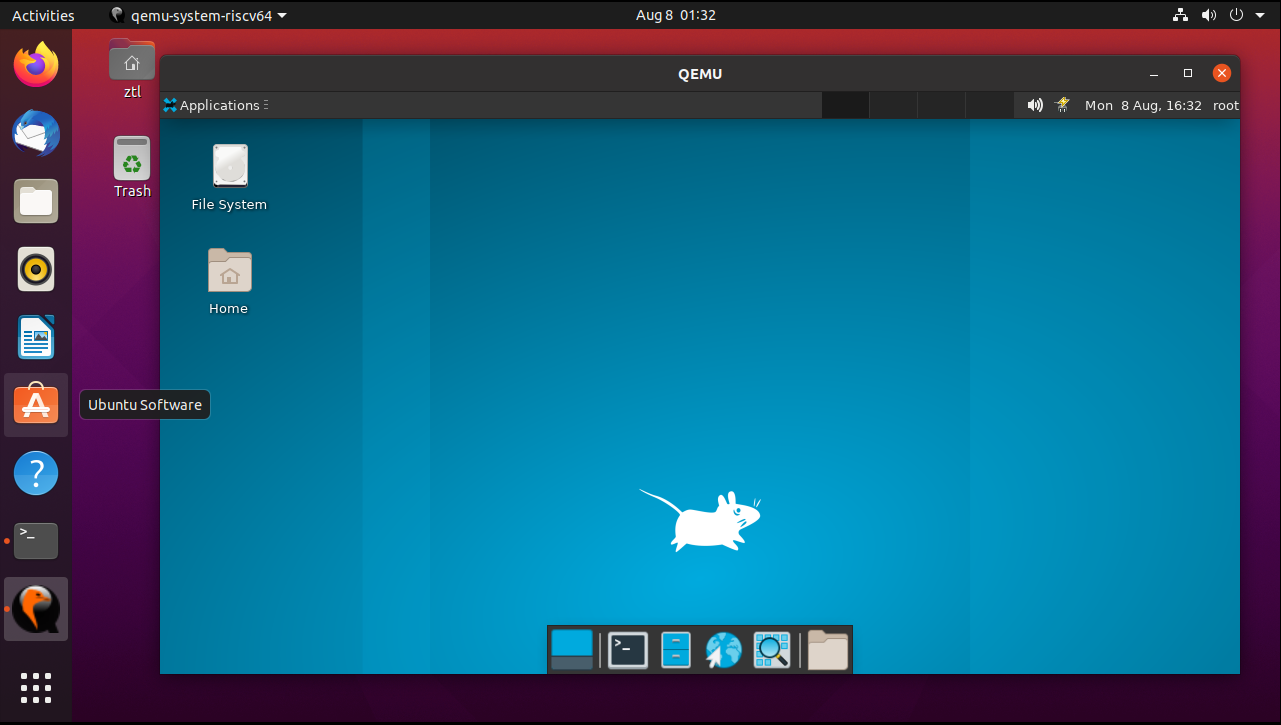 Activities
qemu-system-riscv64
Aug 8 01:32
ztl
Trash
QEMU
Applications
Mon 8 Aug, 16:32 root
File System
Home
Ubuntu Software